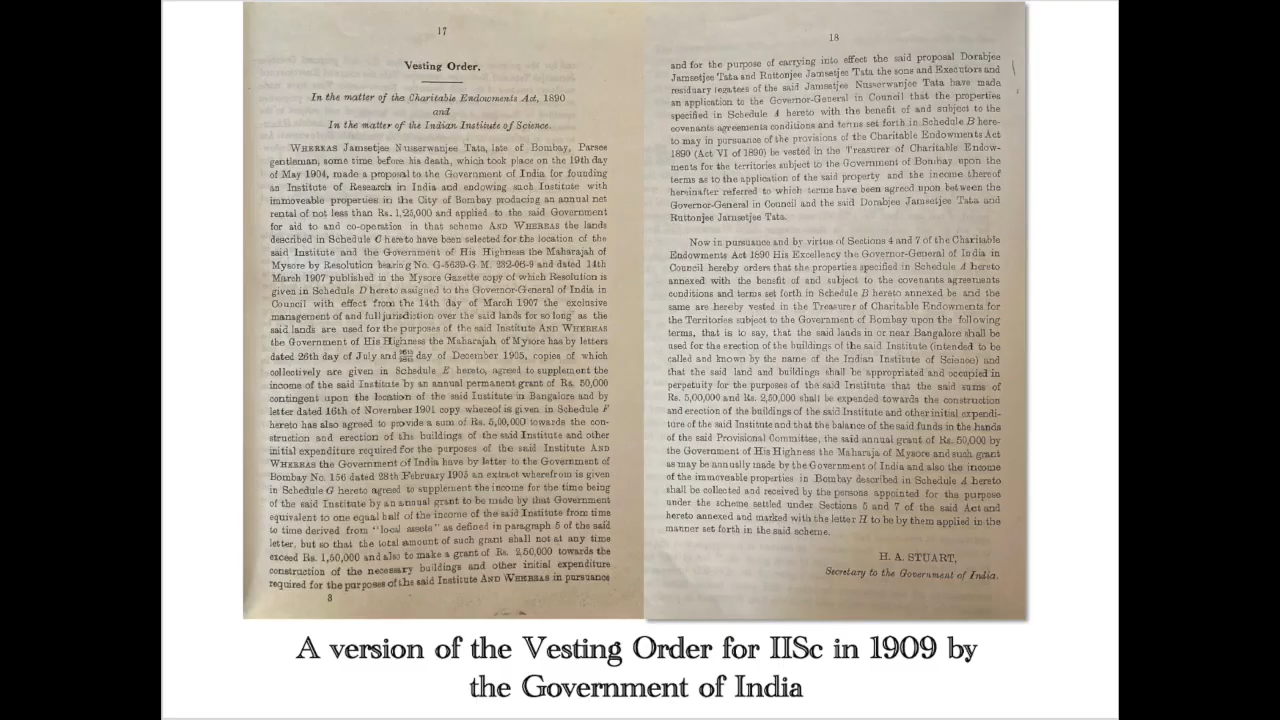 17
Vesting Order.
In the matter of the Charitable Endowments Act, 1890
and
In the matter of the Indian Institute of Science.
WHEREAS Jamsetjee Nusserwanjee Tata, late of Bombay, Parsee
gentleman, some time before his death, which took place on the 19th day
of May 1904, made a proposal to the Government of India for founding
an Institute of Research in India and endowing such Institute with
immoveable properties in the City of Bombay producing an annual net
rental of not less than Rs. 1,25,000 and applied to the said Government
for aid to and co-operation in that scheme AND WHEREAS the lands
described in Schedule C hereto have been selected for the location of the
said Institute and the Government of His Highness the Maharajah of
Mysore by Resolution bearing No. G-5639-G.M. 232-06-9 and dated 14th
March 1907 published in the Mysore Gazette copy of which Resolution is
given in Schedule D hereto assigned to the Governor-General of India in
Council with effect from the 14th day of March 1907 the exclusive
management of and full jurisdiction over the said lands for so long as the
said lands are used for the purposes of the said Institute AND WHEREAS
the Government of His Highness the Maharajah of Mysore has by letters
dated 26th day of July and day of December 1905, copies of which
collectively are given in Schedule E hereto, agreed to supplement the
income of the said Institute by an annual permanent grant of Rs. 50,000
contingent upon the location of the said Institute in Bangalore and by
letter dated 16th of November 1901 copy whereof is given in Schedule F
hereto has also agreed to provide a sum of Rs. 5,00,000 towards the con-
struction and erection of the buildings of the said Institute and other
initial expenditure required for the purposes of the said Institute AND
WHEREAS the Government of India have by letter to the Government of
Bombay No. 156 dated 28th February 1905 an extract wherefrom is given
in Schedule G hereto agreed to supplement the income for the time being
of the said Institute by an annual grant to be made by that Government
equivalent to one equal half of the income of the said Institute from time
to time derived from "local assets" as defined in paragraph 5 of the said
letter, but so that the total amount of such grant shall not at any time
exceed Rs. 1,50,000 and also to make a grant of Rs. 2,50,000 towards the
construction of the necessary buildings and other initial expenditure
required for the purposes of the said Institute AND WHEREAS in pursuance
3
18
and for the purpose of carrying into effect the said proposal Dorabjee
Jamsetjee Tata and Ruttonjee Jamsetjee Tata the sons and Executors and
residuary legatees of the said Jamsetjee Nusserwanjee Tata have made
an application to the Governor-General in Council that the properties
specified in Schedule A hereto with the benefit of and subject to the
covenants agreements conditions and terms set forth in Schedule B here-
to may in pursuance of the provisions of the Charitable Endowments Act
1890 (Act VI of 1890) be vested in the Treasurer of Charitable Endow-
ments for the territories subject to the Government of Bombay upon the
terms as to the application of the said property and the income thereof
hereinafter referred to which terms have been agreed upon between the
Governor-General in Council and the said Dorabjee Jamsetjee Tata and
Ruttonjee Jamsetjee Tata.
Now in pursuance and by virtue of Sections 4 and 7 of the Charitable
Endowments Act 1890 His Excellency the Governor-General of India in
Council hereby orders that the properties specified in Schedule A hereto
annexed with the benefit of and subject to the covenants agreements
conditions and terms set forth in Schedule B hereto annexed be and the
same are hereby vested in the Treasurer of Charitable Endowments for
the Territories subject to the Government of Bombay upon the following
terms, that is to say, that the said lands in or near Bangalore shall be
used for the erection of the buildings of the said Institute (intended to be
called and known by the name of the Indian Institute of Science) and
that the said land and buildings shall be appropriated and occupied in
perpetuity for the purposes of the said Institute that the said sums of
Rs. 5,00,000 and Rs. 2,50,000 shall be expended towards the construction
and erection of the buildings of the said Institute and other initial expendi-
ture of the said Institute and that the balance of the said funds in the hands
of the said Provisional Committee, the said annual grant of Rs. 50,000 by
the Government of His Highness the Maharaja of Mysore and such grant
as may be annually made by the Government of India and also the income
of the immoveable properties in Bombay described in Schedule A hereto
shall be collected and received by the persons appointed for the purpose
under the scheme settled under Sections 5 and 7 of the said Act and
hereto annexed and marked with the letter H to be by them applied in the
manner set forth in the said scheme.
H. A. STUART,
Secretary to the Government of India.
A version of the Vesting Order for IISc in 1909 by
the Government of India